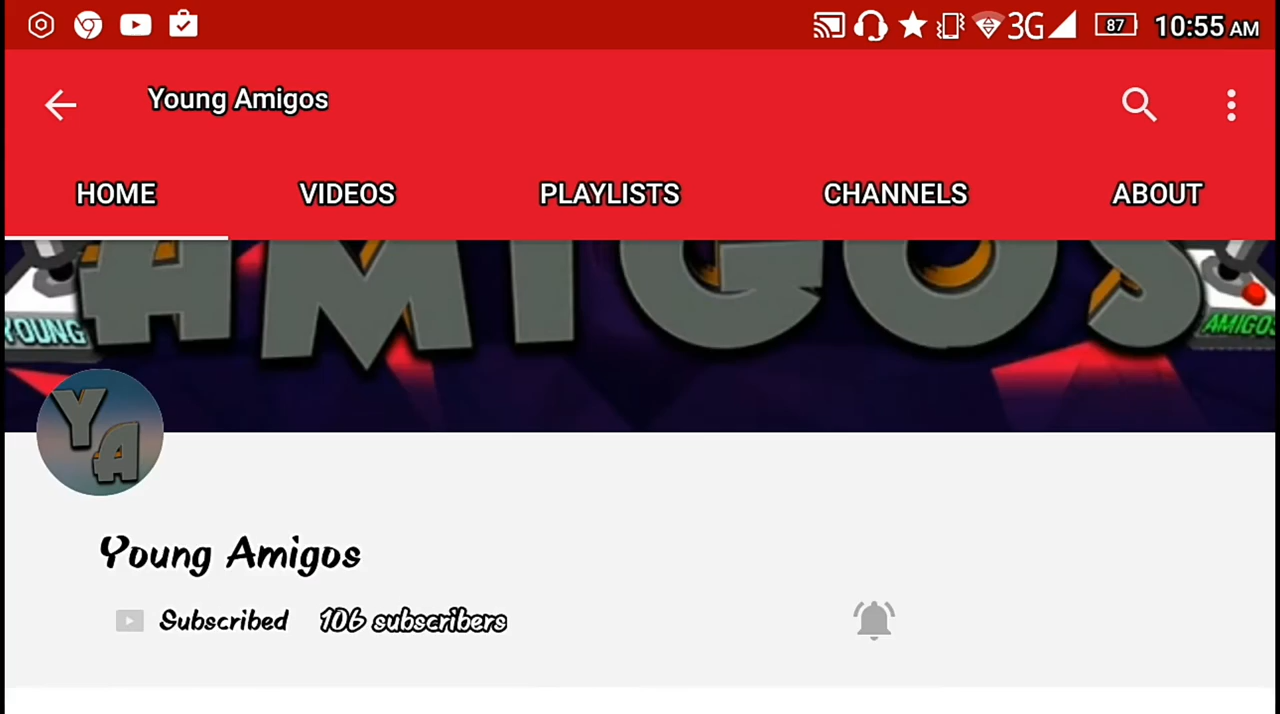 3G 87 10:55 AM
Young Amigos
HOME VIDEOS PLAYLISTS CHANNELS ABOUT
AMIGOS
YOUNG AMIGOS
YA
Young Amigos
Subscribed 106 subscribers